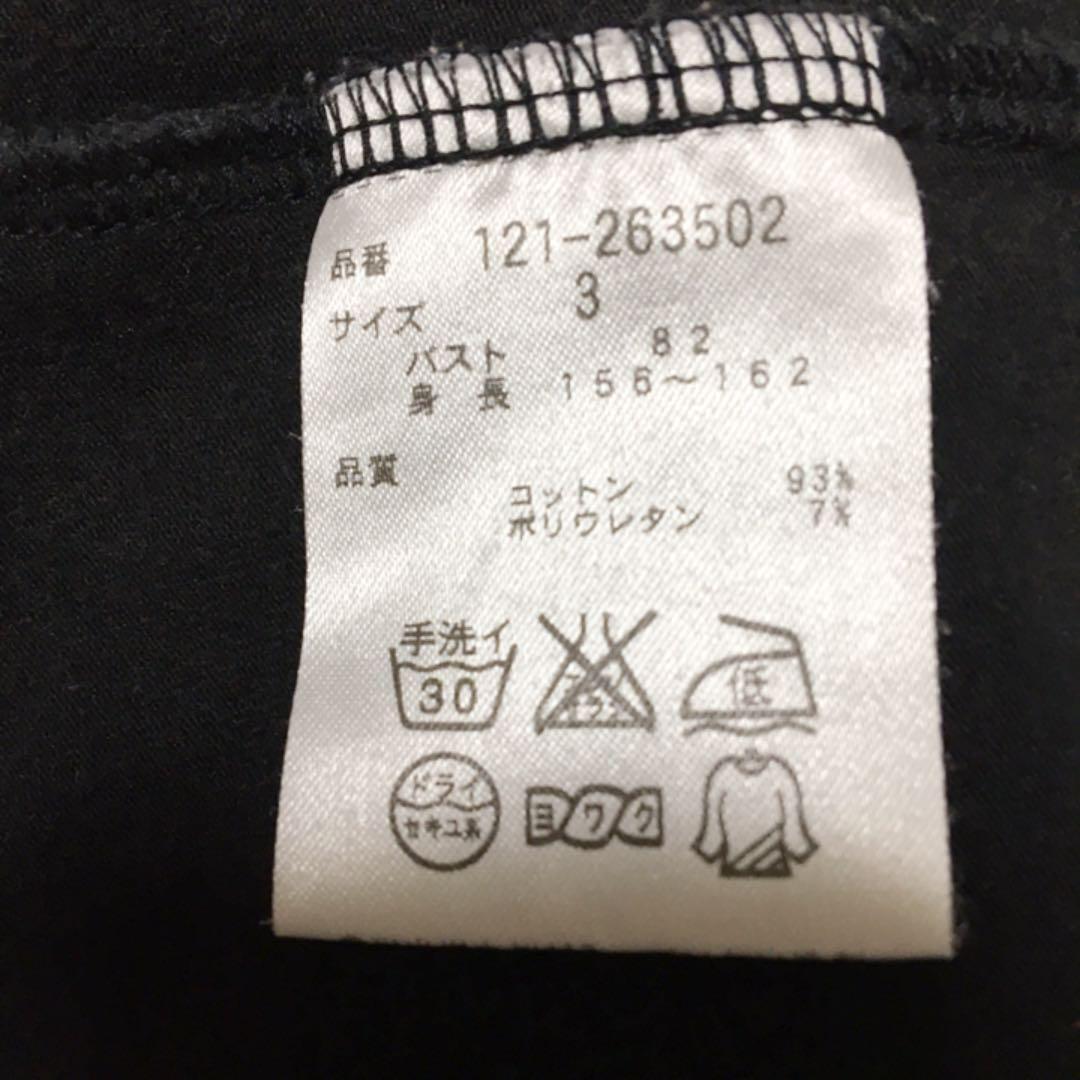 品番 121-263502
サイズ 3
バスト 82
身長 156〜162
品質
コットン 93%
ポリウレタン 7%
手洗イ
30
低
ドライ
セキユ系
ヨワク